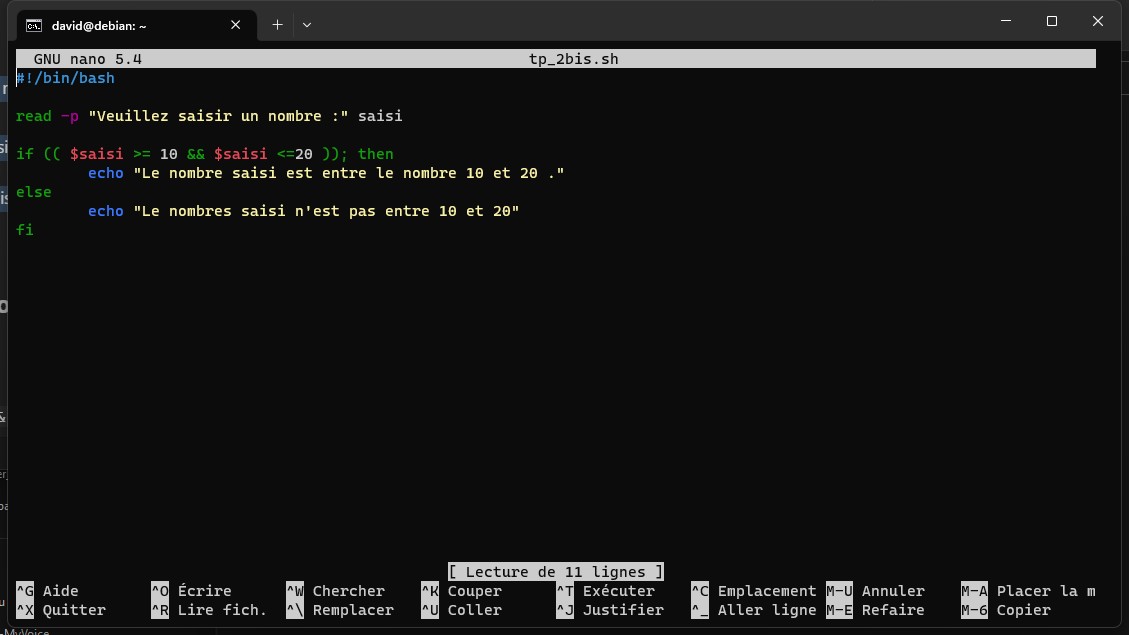 david@debian: ~
GNU nano 5.4 tp_2bis.sh
#!/bin/bash
read -p "Veuillez saisir un nombre :" saisi
if (( $saisi >= 10 && $saisi <=20 )); then
echo "Le nombre saisi est entre le nombre 10 et 20 ."
else
echo "Le nombres saisi n'est pas entre 10 et 20"
fi
[ Lecture de 11 lignes ]
^G Aide ^O Écrire ^W Chercher ^K Couper ^T Exécuter ^C Emplacement M-U Annuler M-A Placer la m
^X Quitter ^R Lire fich. ^\ Remplacer ^U Coller ^J Justifier ^_ Aller ligne M-E Refaire M-6 Copier
-MyVoice